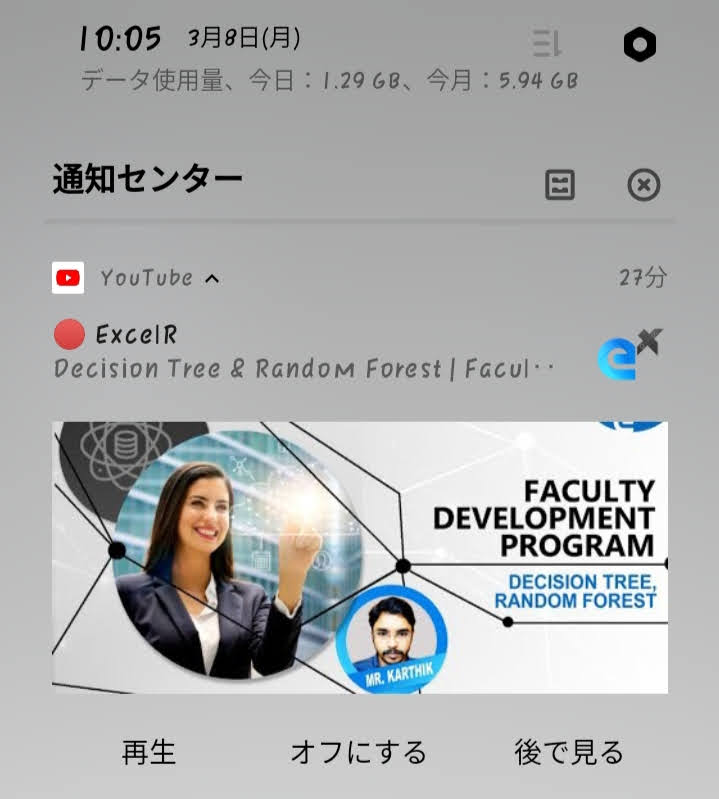 10:05 3月8日(月)
データ使用量、今日：1.29 GB、今月：5.94 GB
通知センター
YouTube 27分
ExcelR
Decision Tree & Random Forest | Facul··
FACULTY
DEVELOPMENT
PROGRAM
DECISION TREE,
RANDOM FOREST
MR. KARTHIK
再生 オフにする 後で見る